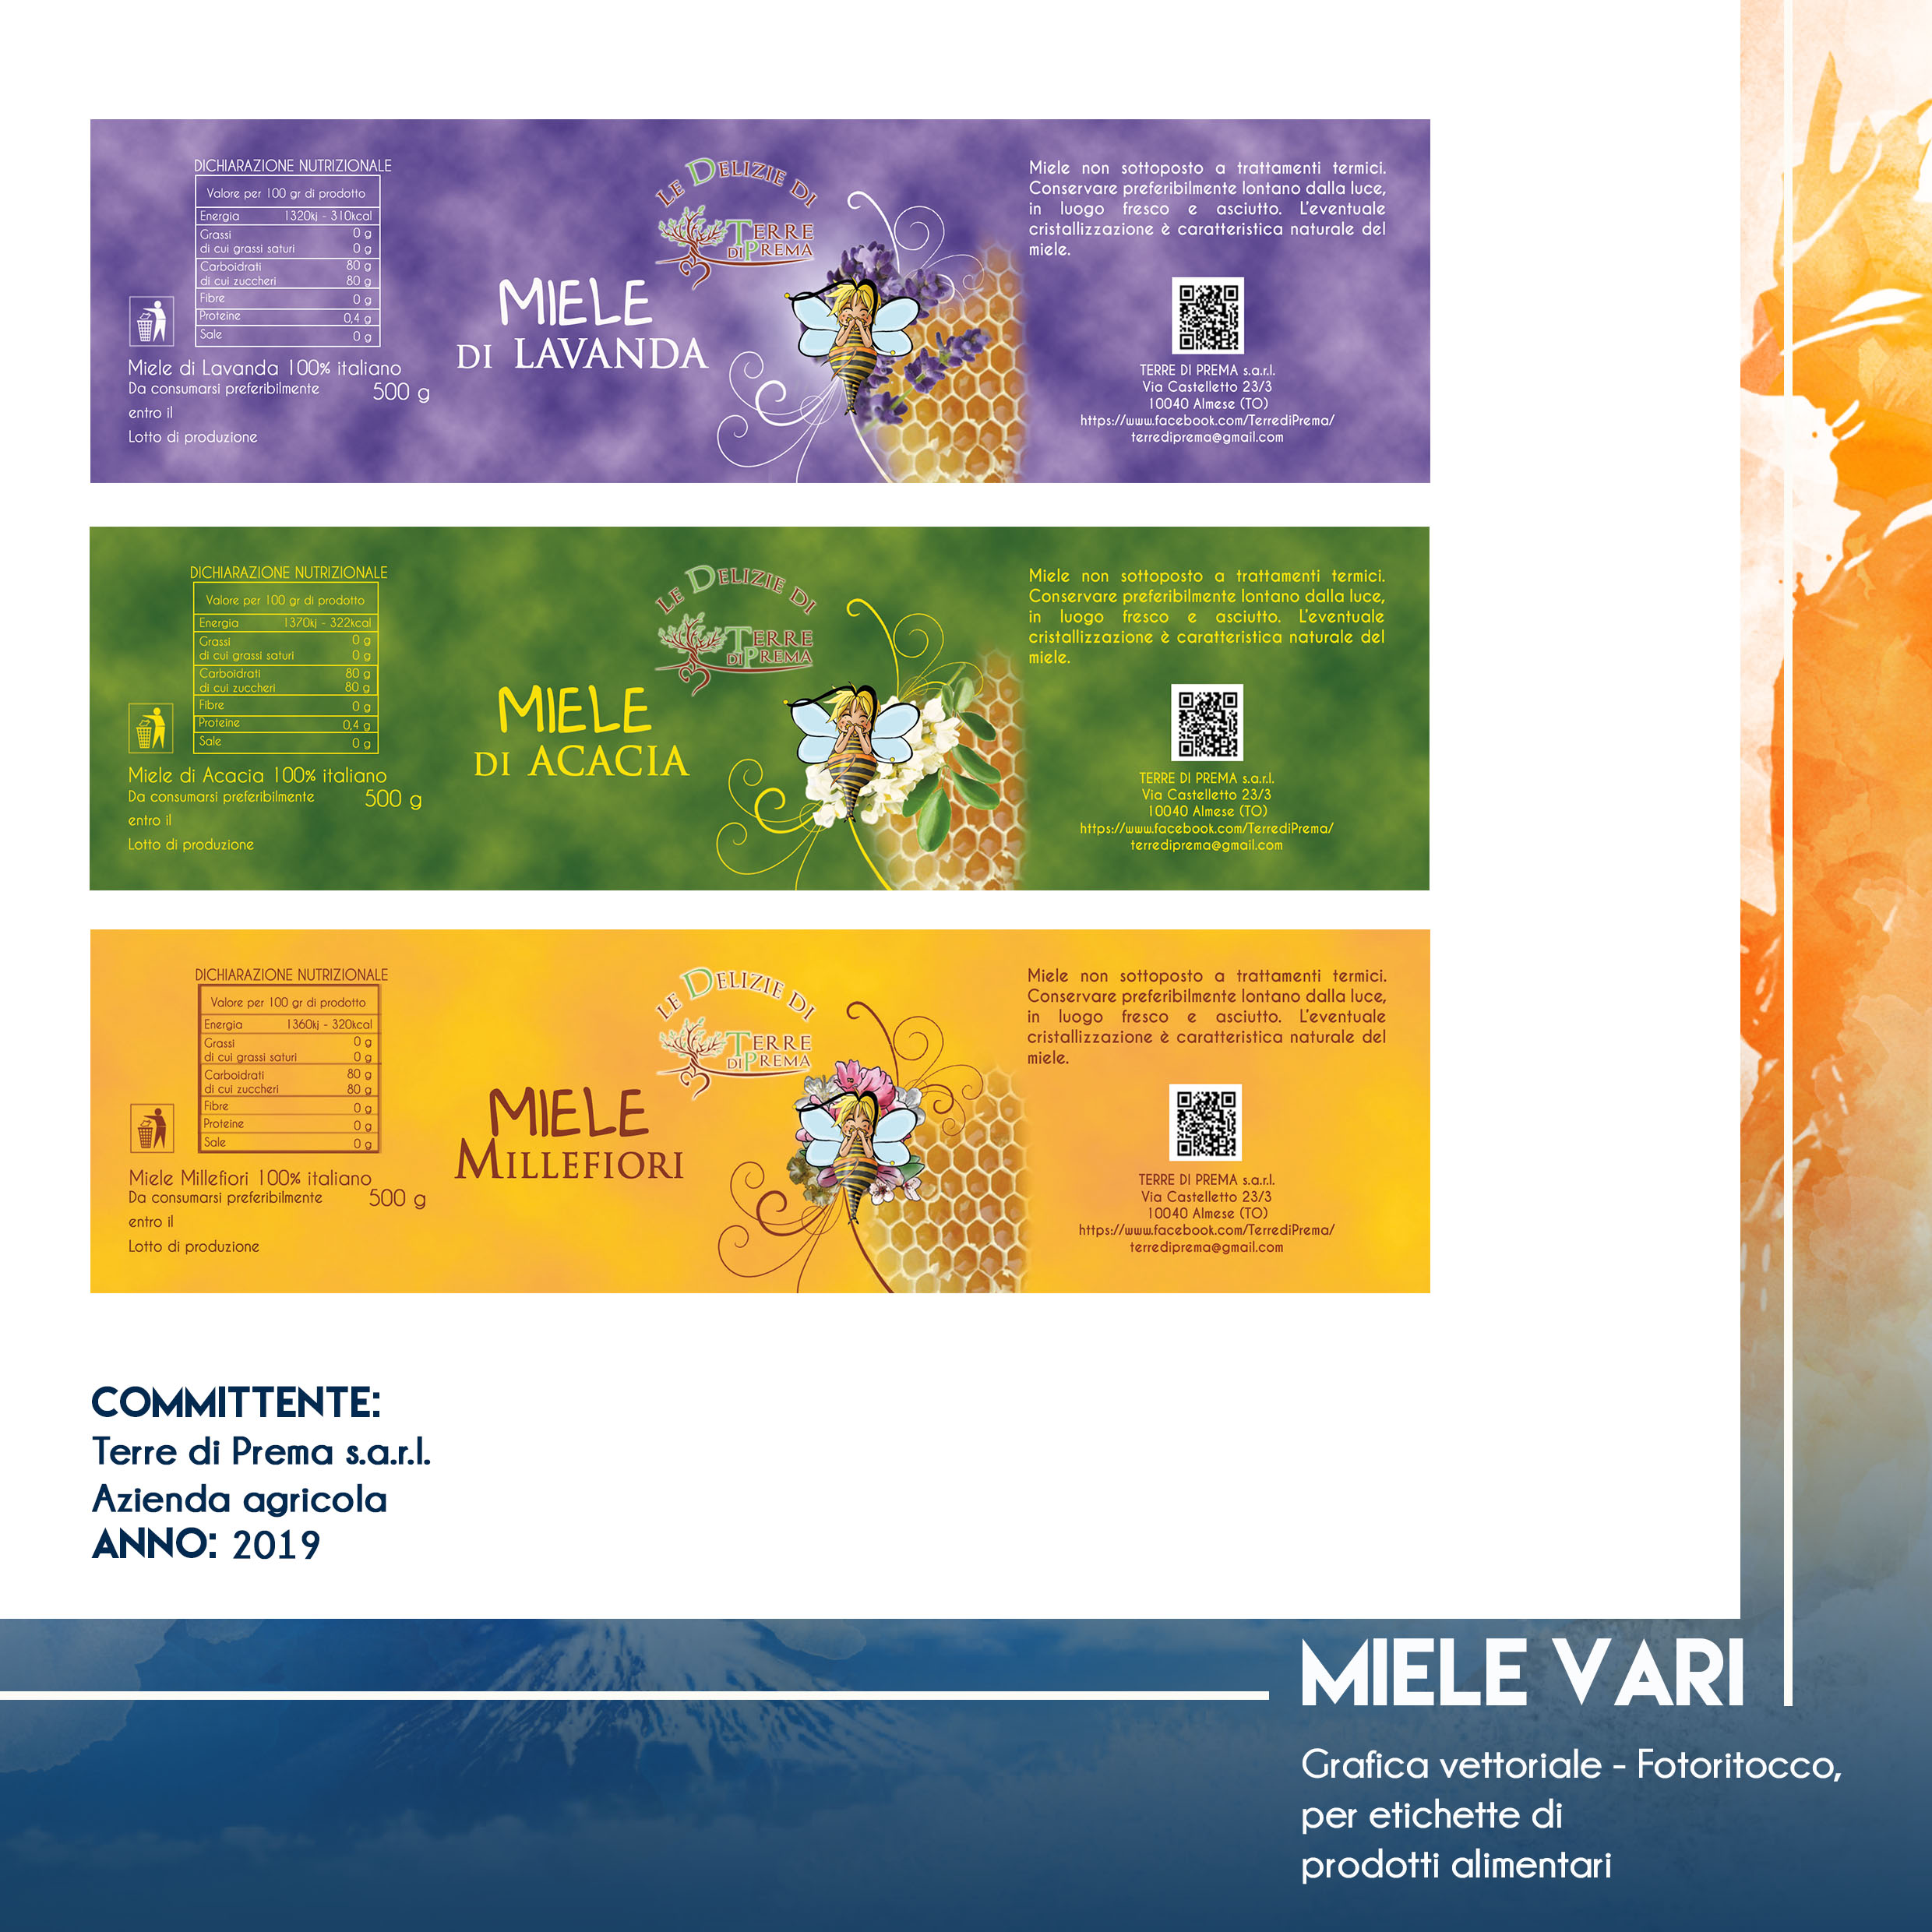 DICHIARAZIONE NUTRIZIONALE
Valore per 100 gr di prodotto
Energia 1320kj - 310kcal
Grassi 0 g
di cui grassi saturi 0 g
Carboidrati 80 g
di cui zuccheri 80 g
Fibre 0 g
Proteine 0,4 g
Sale 0 g
Miele di Lavanda 100% italiano
Da consumarsi preferibilmente 500 g
entro il
Lotto di produzione
LE DELIZIE DI
TERRE
DI PREMA
MIELE
DI LAVANDA
Miele non sottoposto a trattamenti termici.
Conservare preferibilmente lontano dalla luce,
in luogo fresco e asciutto. L'eventuale
cristallizzazione è caratteristica naturale del
miele.
TERRE DI PREMA s.a.r.l.
Via Castelletto 23/3
10040 Almese (TO)
https://www.facebook.com/TerrediPrema/
terrediprema@gmail.com
DICHIARAZIONE NUTRIZIONALE
Valore per 100 gr di prodotto
Energia 1370kj - 322kcal
Grassi 0 g
di cui grassi saturi 0 g
Carboidrati 80 g
di cui zuccheri 80 g
Fibre 0 g
Proteine 0,4 g
Sale 0 g
Miele di Acacia 100% italiano
Da consumarsi preferibilmente 500 g
entro il
Lotto di produzione
LE DELIZIE DI
TERRE
DI PREMA
MIELE
DI ACACIA
Miele non sottoposto a trattamenti termici.
Conservare preferibilmente lontano dalla luce,
in luogo fresco e asciutto. L'eventuale
cristallizzazione è caratteristica naturale del
miele.
TERRE DI PREMA s.a.r.l.
Via Castelletto 23/3
10040 Almese (TO)
https://www.facebook.com/TerrediPrema/
terrediprema@gmail.com
DICHIARAZIONE NUTRIZIONALE
Valore per 100 gr di prodotto
Energia 1360kj - 320kcal
Grassi 0 g
di cui grassi saturi 0 g
Carboidrati 80 g
di cui zuccheri 80 g
Fibre 0 g
Proteine 0 g
Sale 0 g
Miele Millefiori 100% italiano
Da consumarsi preferibilmente 500 g
entro il
Lotto di produzione
LE DELIZIE DI
TERRE
DI PREMA
MIELE
MILLEFIORI
Miele non sottoposto a trattamenti termici.
Conservare preferibilmente lontano dalla luce,
in luogo fresco e asciutto. L'eventuale
cristallizzazione è caratteristica naturale del
miele.
TERRE DI PREMA s.a.r.l.
Via Castelletto 23/3
10040 Almese (TO)
https://www.facebook.com/TerrediPrema/
terrediprema@gmail.com
COMMITTENTE:
Terre di Prema s.a.r.l.
Azienda agricola
ANNO: 2019
MIELE VARI
Grafica vettoriale - Fotoritocco,
per etichette di
prodotti alimentari